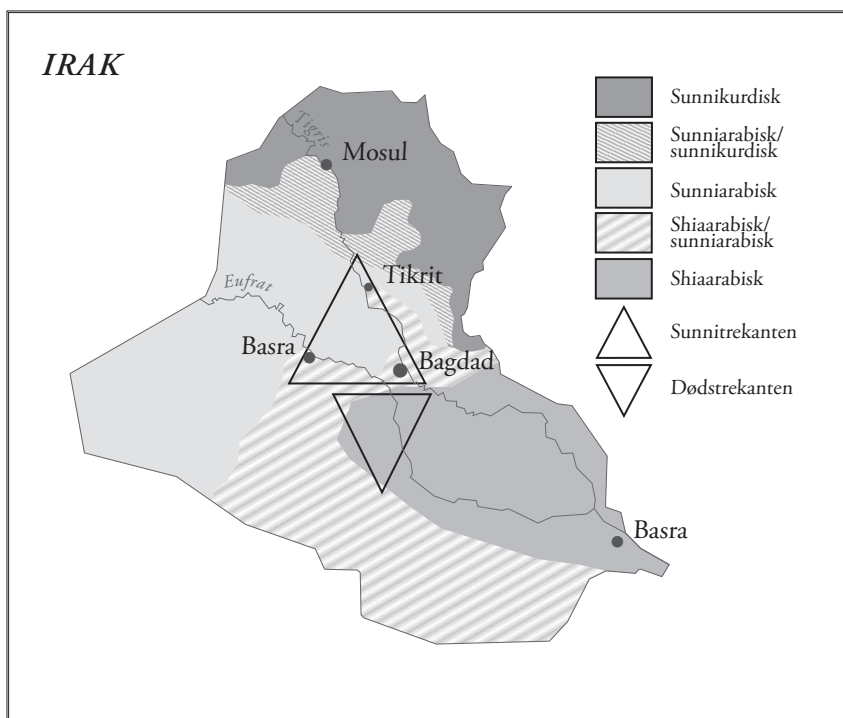 IRAK
Tigris
Mosul
Tikrit
Eufrat
Basra
Bagdad
Basra
Sunnikurdisk
Sunniarabisk/
sunnikurdisk
Sunniarabisk
Shiaarabisk/
sunniarabisk
Shiaarabisk
Sunnitrekanten
Dødstrekanten